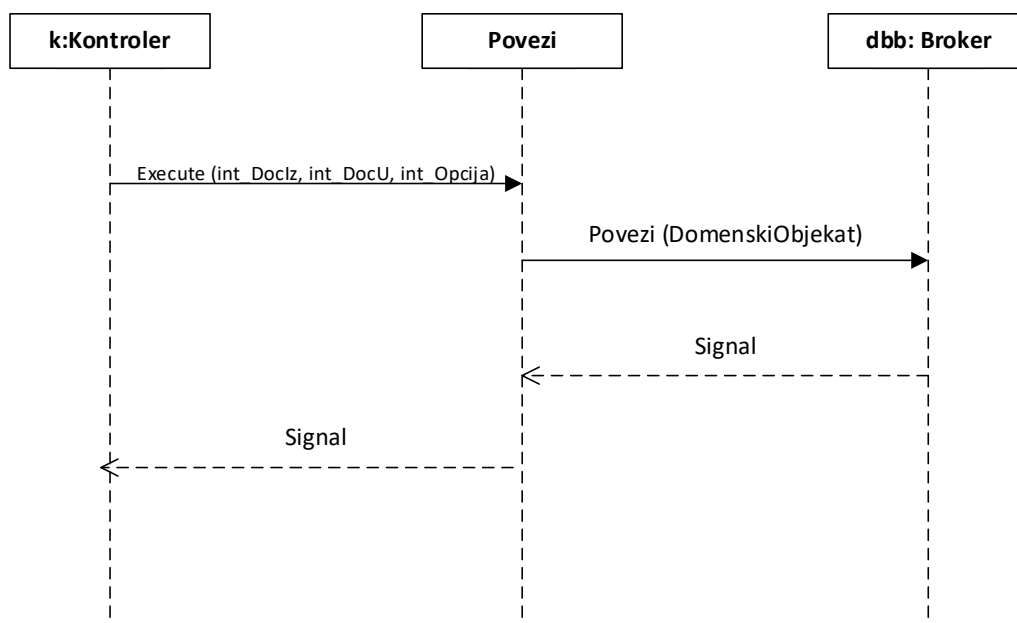 k:Kontroler
Povezi
dbb: Broker
Execute (int_DocIz, int_DocU, int_Opcija)
Povezi (DomenskiObjekat)
Signal
Signal